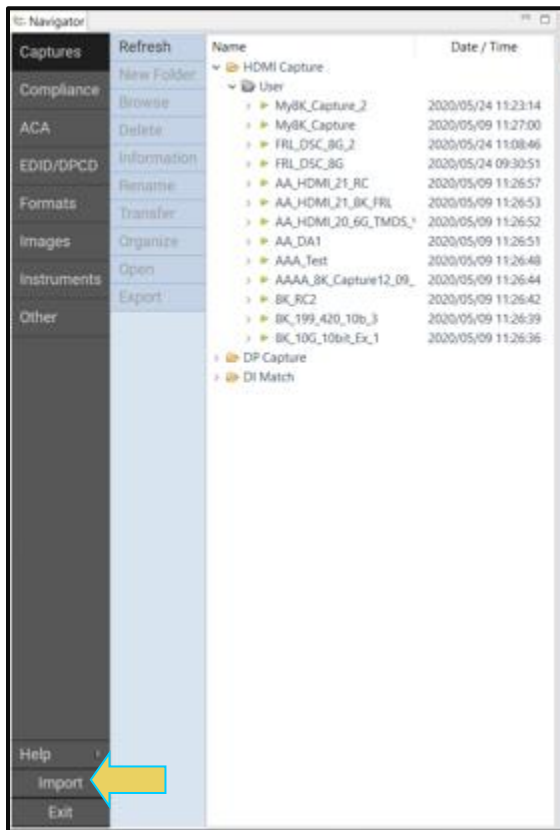 Navigator
Captures
Compliance
ACA
EDID/DPCD
Formats
Images
Instruments
Other
Help
Import
Exit
Refresh
New Folder
Browse
Delete
Information
Rename
Transfer
Organize
Open
Export
Name Date / Time
HDMI Capture
User
My8K_Capture_2 2020/05/24 11:23:14
My8K_Capture 2020/05/09 11:27:00
FRL_DSC_8G_2 2020/05/24 11:08:46
FRL_DSC_8G 2020/05/24 09:30:51
AA_HDMI_21_RC 2020/05/09 11:26:57
AA_HDMI_21_8K_FRL 2020/05/09 11:26:53
AA_HDMI_20_6G_TMDS_ 2020/05/09 11:26:52
AA_DA1 2020/05/09 11:26:51
AAA_Test 2020/05/09 11:26:48
AAAA_8K_Capture12_09_ 2020/05/09 11:26:44
8K_RC2 2020/05/09 11:26:42
8K_199_420_10b_3 2020/05/09 11:26:39
8K_10G_10bit_Ex_1 2020/05/09 11:26:36
DP Capture
DI Match